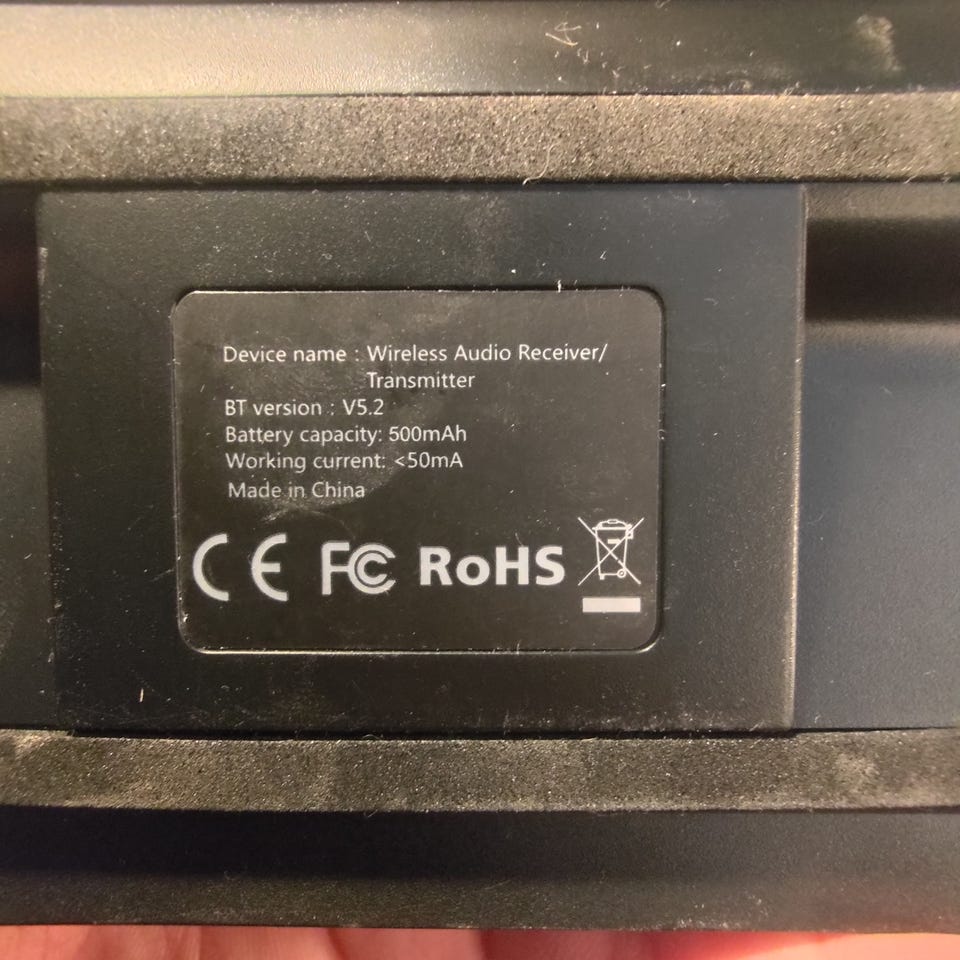 Device name : Wireless Audio Receiver/
Transmitter
BT version : V5.2
Battery capacity: 500mAh
Working current: <50mA
Made in China
CE FC RoHS